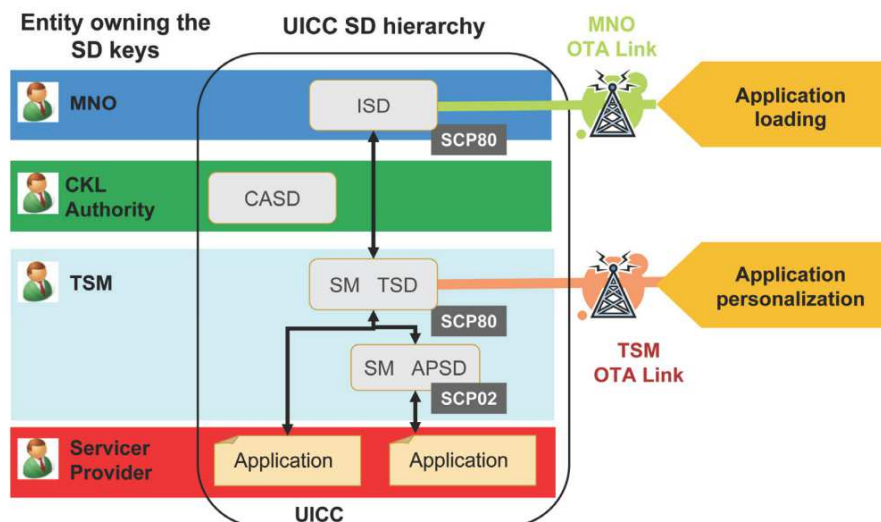 Entity owning the
SD keys
UICC SD hierarchy
MNO
OTA Link
MNO
ISD
SCP80
Application
loading
CKL
Authority
CASD
TSM
SM TSD
SCP80
Application
personalization
SM APSD
SCP02
TSM
OTA Link
Servicer
Provider
Application
Application
UICC